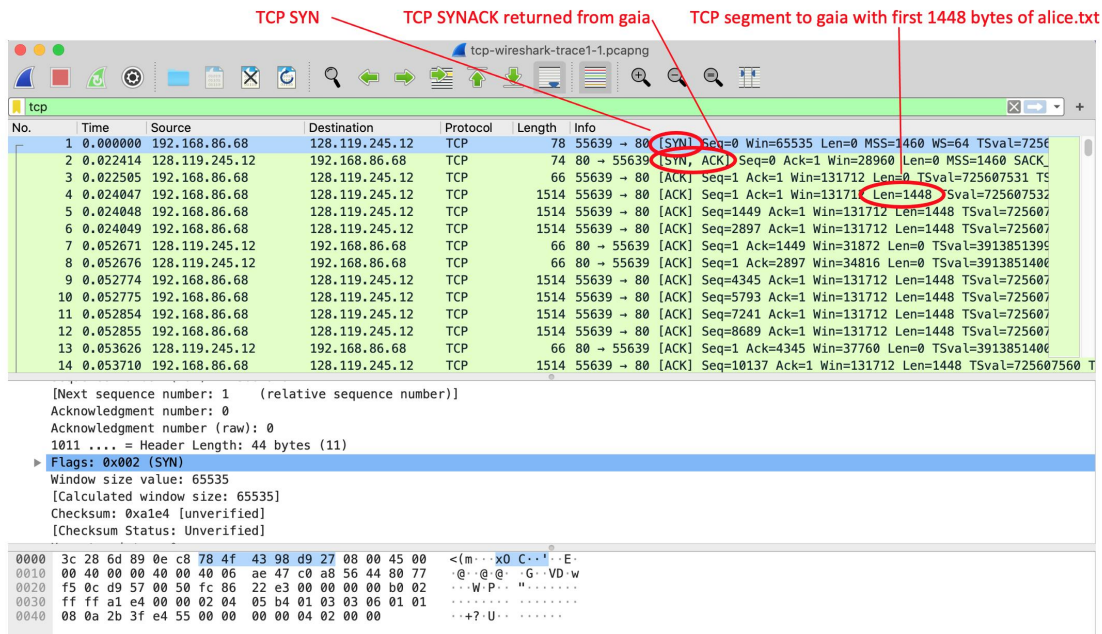 TCP SYN TCP SYNACK returned from gaia TCP segment to gaia with first 1448 bytes of alice.txt
tcp-wireshark-trace1-1.pcapng
tcp
No. Time Source Destination Protocol Length Info
1 0.000000 192.168.86.68 128.119.245.12 TCP 78 55639 → 80 [SYN] Seq=0 Win=65535 Len=0 MSS=1460 WS=64 TSval=7256
2 0.022414 128.119.245.12 192.168.86.68 TCP 74 80 → 55639 [SYN, ACK] Seq=0 Ack=1 Win=28960 Len=0 MSS=1460 SACK_
3 0.022505 192.168.86.68 128.119.245.12 TCP 66 55639 → 80 [ACK] Seq=1 Ack=1 Win=131712 Len=0 TSval=725607531 TS
4 0.024047 192.168.86.68 128.119.245.12 TCP 1514 55639 → 80 [ACK] Seq=1 Ack=1 Win=131712 Len=1448 TSval=725607532
5 0.024048 192.168.86.68 128.119.245.12 TCP 1514 55639 → 80 [ACK] Seq=1449 Ack=1 Win=131712 Len=1448 TSval=725607
6 0.024049 192.168.86.68 128.119.245.12 TCP 1514 55639 → 80 [ACK] Seq=2897 Ack=1 Win=131712 Len=1448 TSval=725607
7 0.052671 128.119.245.12 192.168.86.68 TCP 66 80 → 55639 [ACK] Seq=1 Ack=1449 Win=31872 Len=0 TSval=3913851399
8 0.052676 128.119.245.12 192.168.86.68 TCP 66 80 → 55639 [ACK] Seq=1 Ack=2897 Win=34816 Len=0 TSval=3913851400
9 0.052774 192.168.86.68 128.119.245.12 TCP 1514 55639 → 80 [ACK] Seq=4345 Ack=1 Win=131712 Len=1448 TSval=725607
10 0.052775 192.168.86.68 128.119.245.12 TCP 1514 55639 → 80 [ACK] Seq=5793 Ack=1 Win=131712 Len=1448 TSval=725607
11 0.052854 192.168.86.68 128.119.245.12 TCP 1514 55639 → 80 [ACK] Seq=7241 Ack=1 Win=131712 Len=1448 TSval=725607
12 0.052855 192.168.86.68 128.119.245.12 TCP 1514 55639 → 80 [ACK] Seq=8689 Ack=1 Win=131712 Len=1448 TSval=725607
13 0.053626 128.119.245.12 192.168.86.68 TCP 66 80 → 55639 [ACK] Seq=1 Ack=4345 Win=37760 Len=0 TSval=3913851400
14 0.053710 192.168.86.68 128.119.245.12 TCP 1514 55639 → 80 [ACK] Seq=10137 Ack=1 Win=131712 Len=1448 TSval=725607560 T
[Next sequence number: 1 (relative sequence number)]
Acknowledgment number: 0
Acknowledgment number (raw): 0
1011 .... = Header Length: 44 bytes (11)
Flags: 0x002 (SYN)
Window size value: 65535
[Calculated window size: 65535]
Checksum: 0xa1e4 [unverified]
[Checksum Status: Unverified]
0000 3c 28 6d 89 0e c8 78 4f 43 98 d9 27 08 00 45 00 <(m···xO C··'··E·
0010 00 40 00 00 40 00 40 06 ae 47 c0 a8 56 44 80 77 ·@··@·@· ·G··VD·w
0020 f5 0c d9 57 00 50 fc 86 22 e3 00 00 00 00 b0 02 ···W·P·· "·······
0030 ff ff a1 e4 00 00 02 04 05 b4 01 03 03 06 01 01 ········ ········
0040 08 0a 2b 3f e4 55 00 00 00 00 04 02 00 00 ··+?·U·· ······